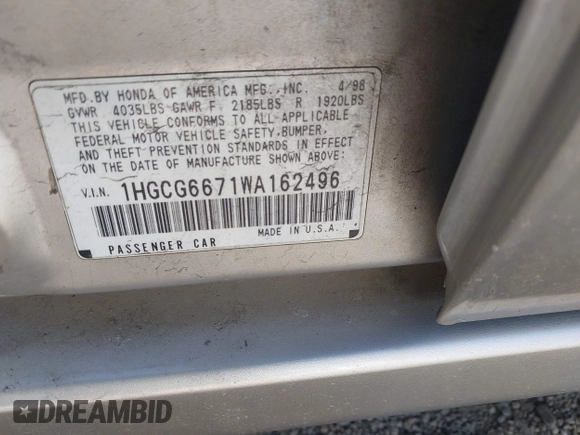 MFD.BY HONDA OF AMERICA MFG.,INC. 4/98
GVWR 4035LBS GAWR F 2185LBS R 1920LBS
THIS VEHICLE CONFORMS TO ALL APPLICABLE
FEDERAL MOTOR VEHICLE SAFETY,BUMPER,
AND THEFT PREVENTION STANDARDS IN EFFECT
ON THE DATE OF MANUFACTURE SHOWN ABOVE.
V.I.N. 1HGCG6671WA162496
PASSENGER CAR MADE IN U.S.A.
DREAMBID